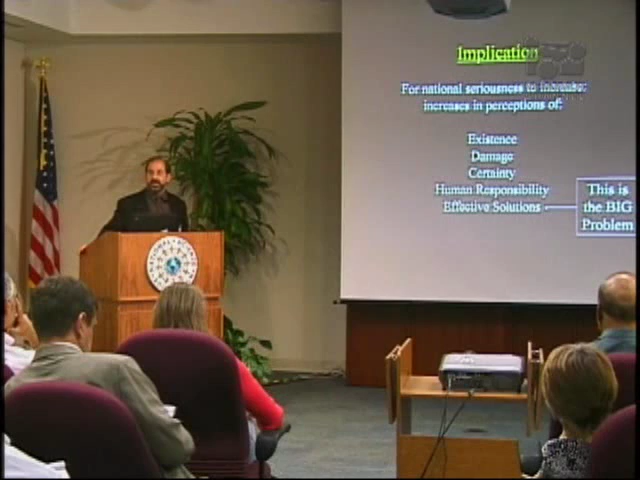 Implication
For national seriousness to increase:
increases in perceptions of:
Existence
Damage
Certainty
Human Responsibility
Effective Solutions
This is
the BIG
Problem